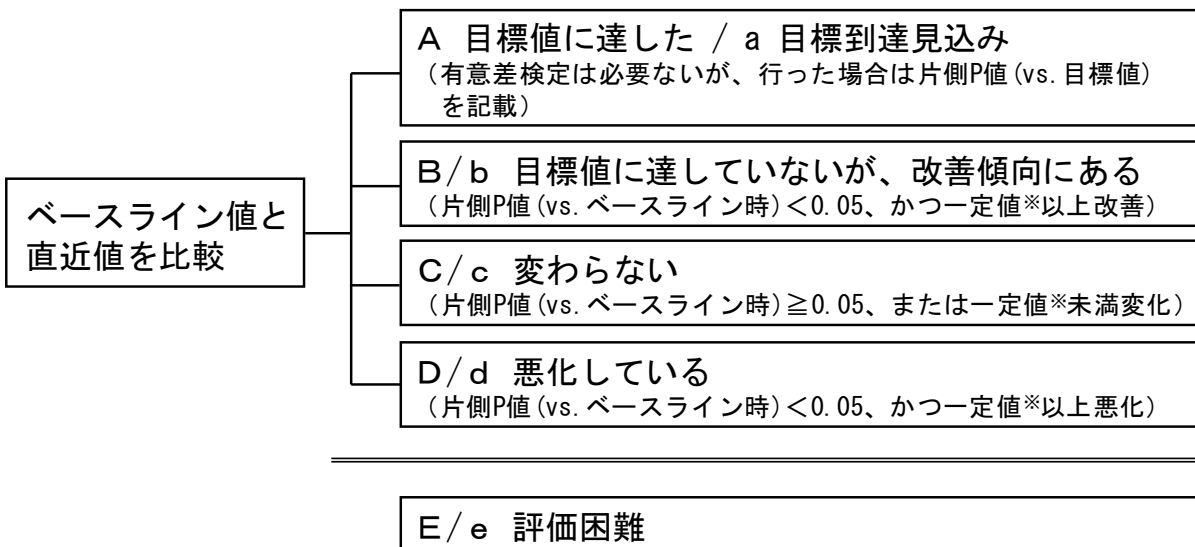 ベースライン値と
直近値を比較
A 目標値に達した / a 目標到達見込み
(有意差検定は必要ないが、行った場合は片側P値(vs.目標値)
を記載)
B/b 目標値に達していないが、改善傾向にある
(片側P値(vs.ベースライン時)<0.05、かつ一定値※以上改善)
C/c 変わらない
(片側P値(vs.ベースライン時)≧0.05、または一定値※未満変化)
D/d 悪化している
(片側P値(vs.ベースライン時)<0.05、かつ一定値※以上悪化)
E/e 評価困難